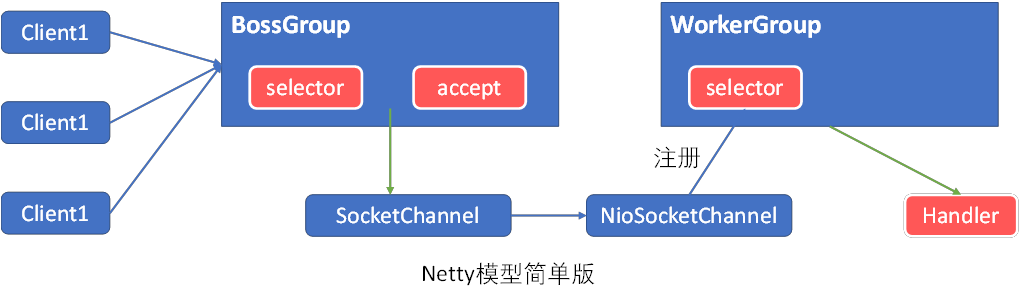 Client1
BossGroup
WorkerGroup
selector
accept
selector
Client1
注册
Client1
SocketChannel
NioSocketChannel
Handler
Netty模型简单版